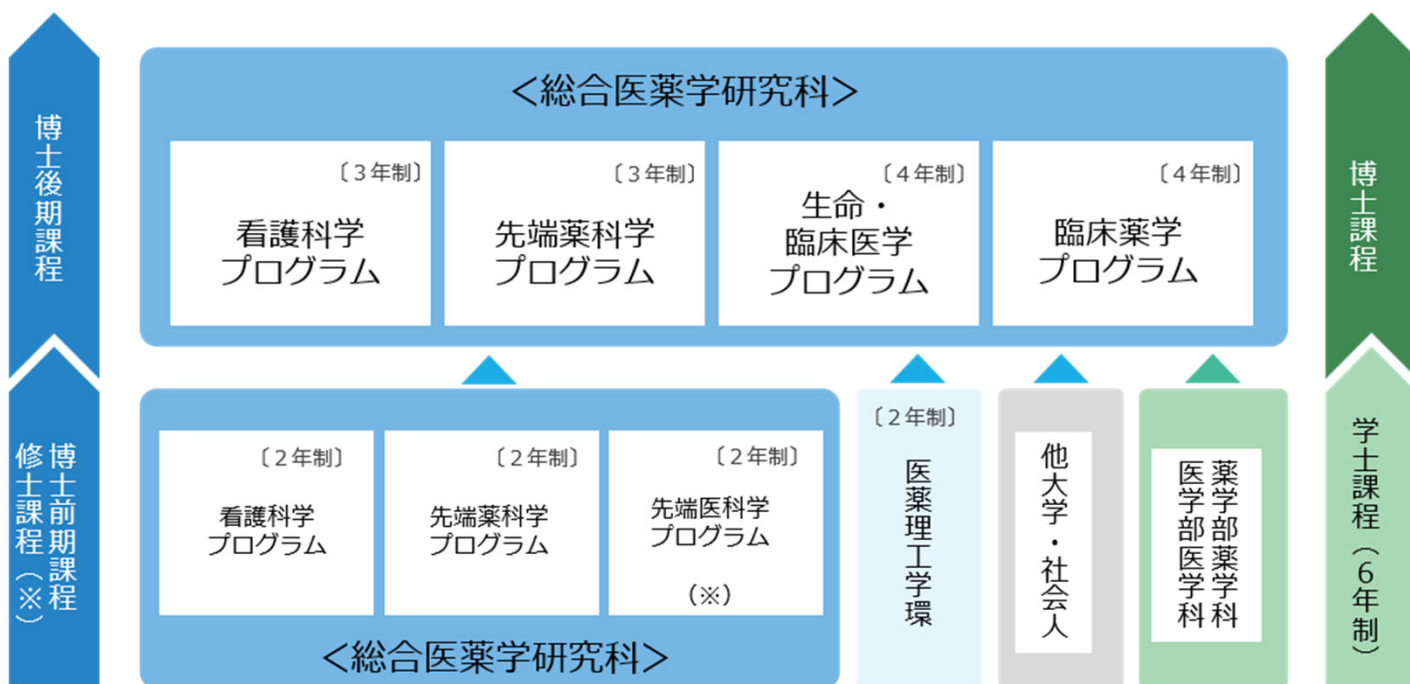 博士後期課程
博士前期課程
修士課程(※)
<総合医薬学研究科>
〔3年制〕
看護科学
プログラム
〔3年制〕
先端薬科学
プログラム
〔4年制〕
生命・
臨床医学
プログラム
〔4年制〕
臨床薬学
プログラム
〔2年制〕
看護科学
プログラム
〔2年制〕
先端薬科学
プログラム
〔2年制〕
先端医科学
プログラム
(※)
<総合医薬学研究科>
〔2年制〕
医薬理工学環
他大学・社会人
薬学部薬学科
医学部医学科
博士課程
学士課程(6年制)